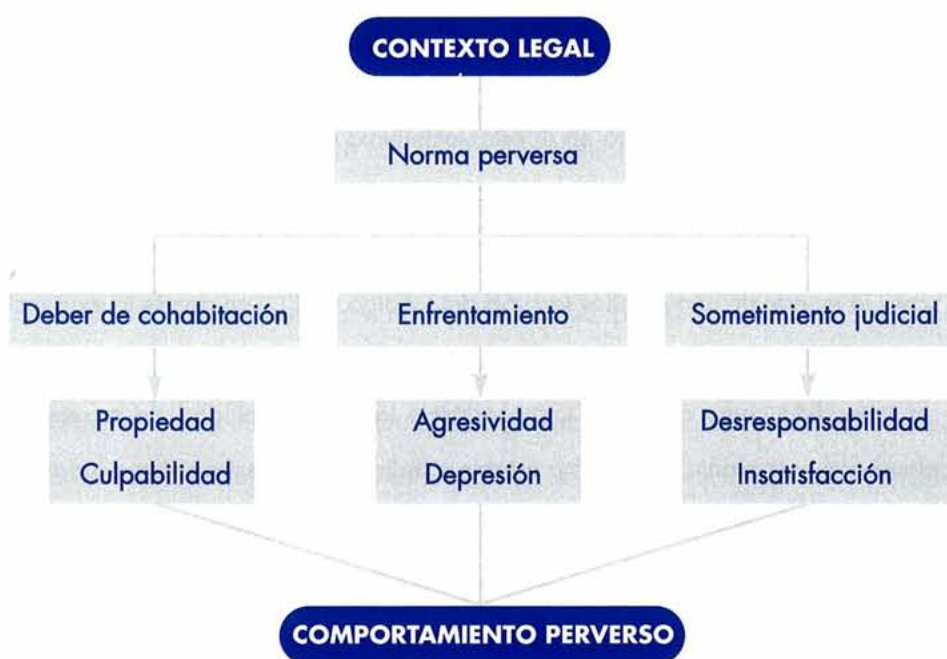 CONTEXTO LEGAL
Norma perversa
Deber de cohabitación
Enfrentamiento
Sometimiento judicial
Propiedad
Culpabilidad
Agresividad
Depresión
Desresponsabilidad
Insatisfacción
COMPORTAMIENTO PERVERSO